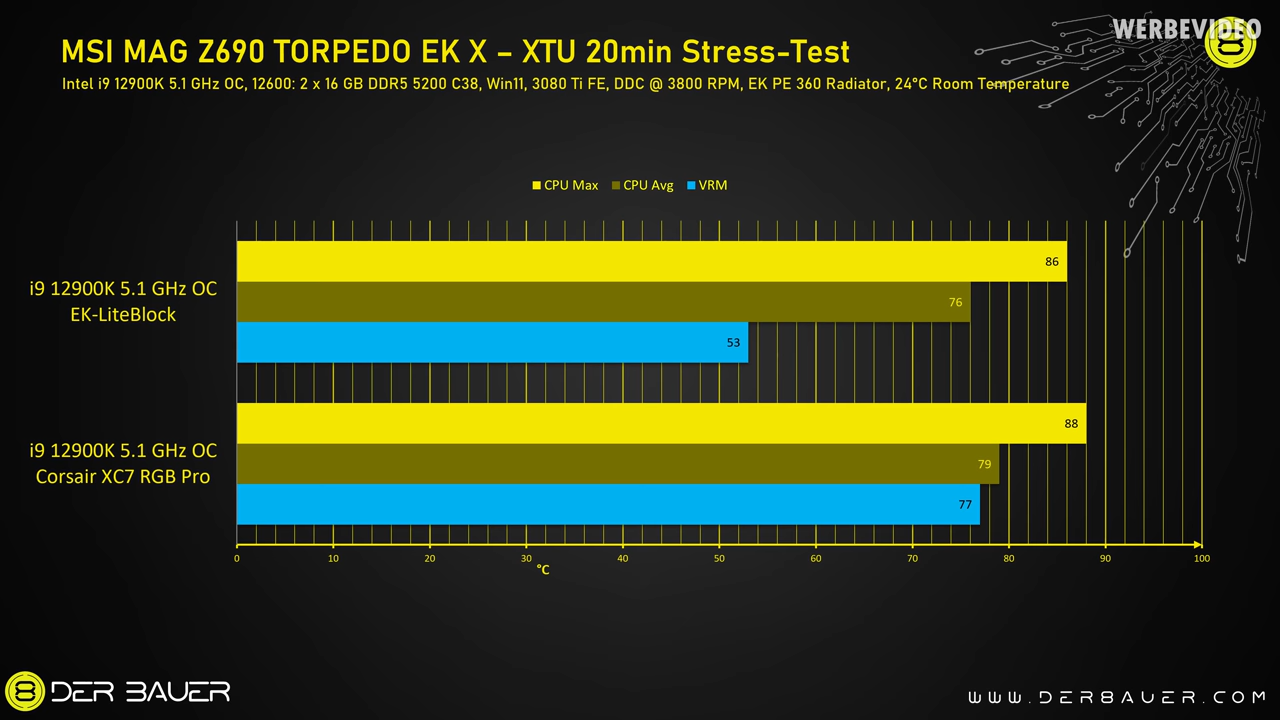 WERBEVIDEO
MSI MAG Z690 TORPEDO EK X – XTU 20min Stress-Test
Intel i9 12900K 5.1 GHz OC, 12600: 2 x 16 GB DDR5 5200 C38, Win11, 3080 Ti FE, DDC @ 3800 RPM, EK PE 360 Radiator, 24°C Room Temperature
CPU Max CPU Avg VRM
i9 12900K 5.1 GHz OC
EK-LiteBlock
86
76
53
i9 12900K 5.1 GHz OC
Corsair XC7 RGB Pro
88
79
77
0 10 20 30 40 50 60 70 80 90 100
°C
8 DER BAUER
WWW.DER8AUER.COM